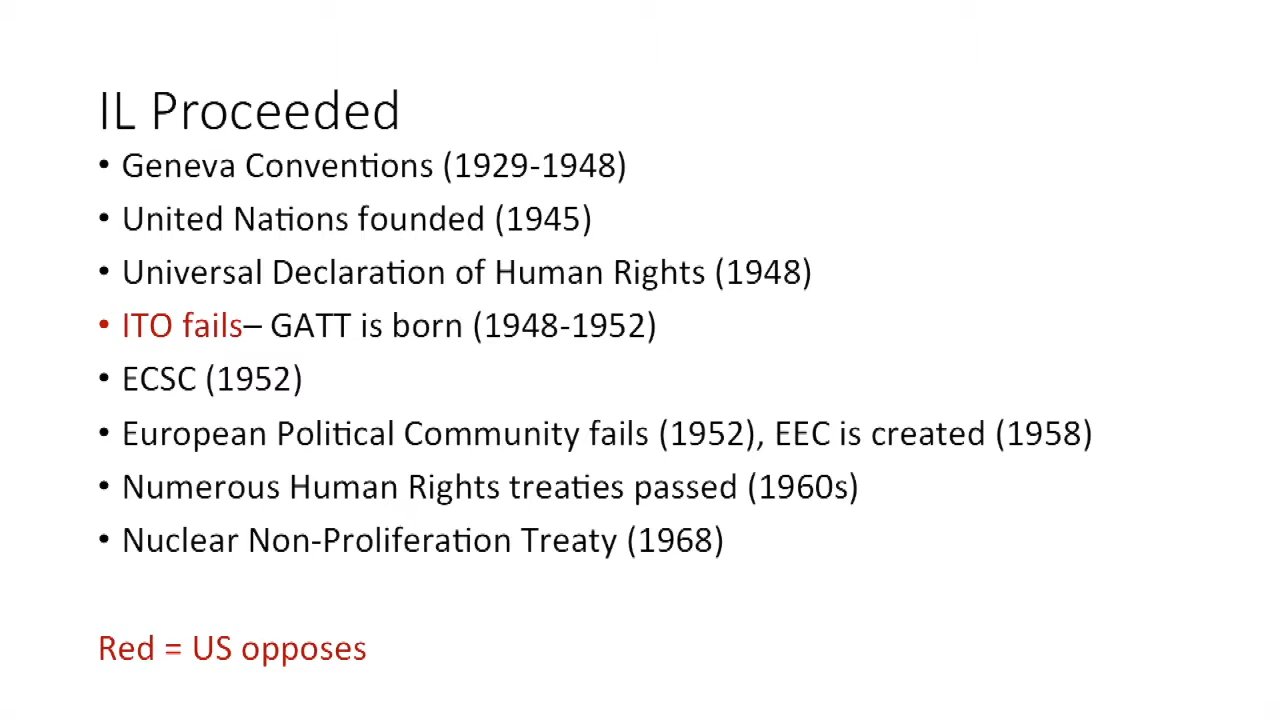 IL Proceeded
• Geneva Conventions (1929-1948)
• United Nations founded (1945)
• Universal Declaration of Human Rights (1948)
• ITO fails– GATT is born (1948-1952)
• ECSC (1952)
• European Political Community fails (1952), EEC is created (1958)
• Numerous Human Rights treaties passed (1960s)
• Nuclear Non-Proliferation Treaty (1968)
Red = US opposes